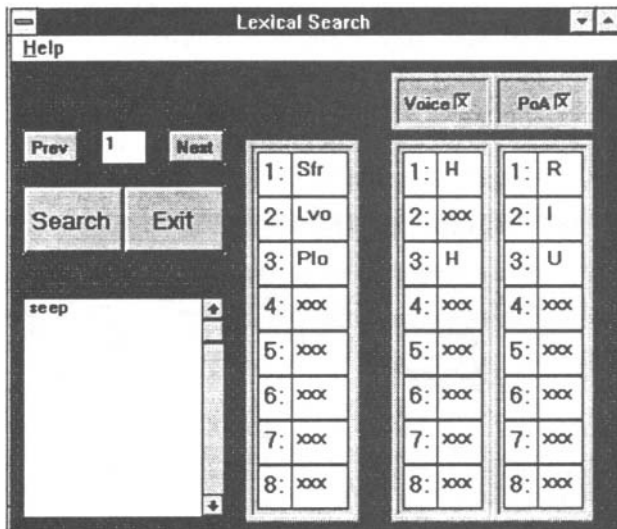 Lexical Search
Help
Voice PoA
Prev 1 Next
Search Exit
seep
1: Sfr 1: H 1: R
2: Lvo 2: xxx 2: I
3: Plo 3: H 3: U
4: xxx 4: xxx 4: xxx
5: xxx 5: xxx 5: xxx
6: xxx 6: xxx 6: xxx
7: xxx 7: xxx 7: xxx
8: xxx 8: xxx 8: xxx